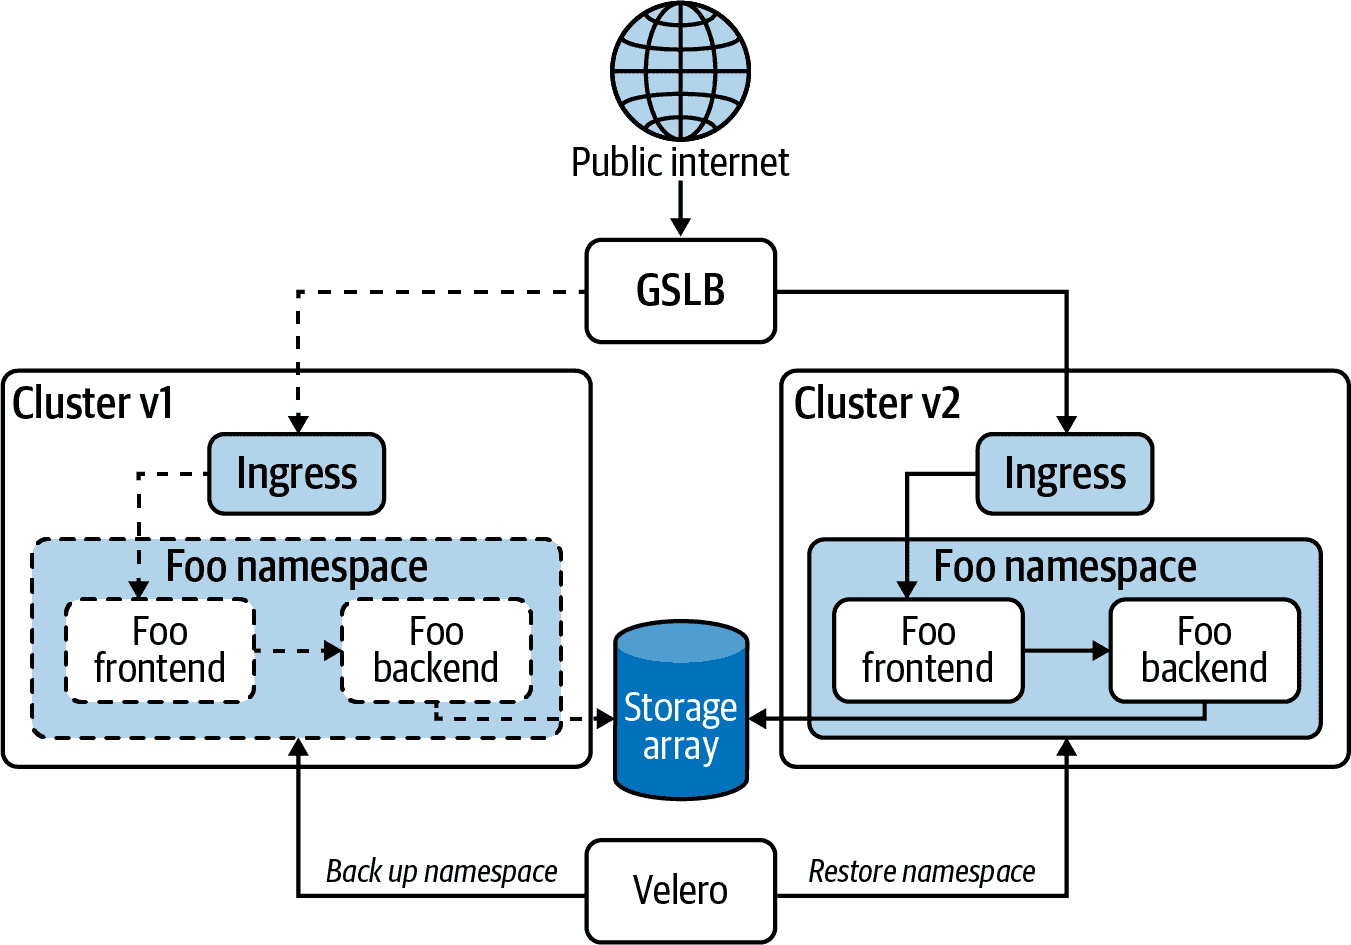 Public internet
GSLB
Cluster v1
Ingress
Foo namespace
Foo
frontend
Foo
backend
Storage
array
Cluster v2
Ingress
Foo namespace
Foo
frontend
Foo
backend
Back up namespace
Velero
Restore namespace